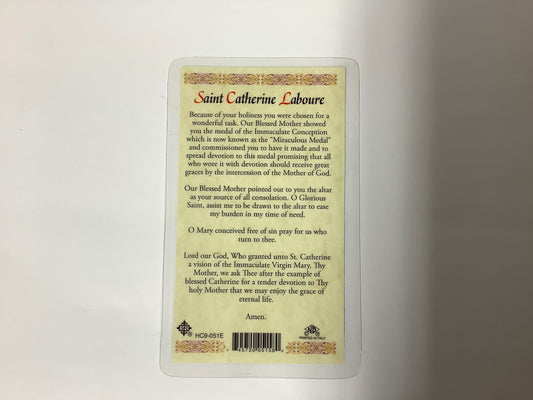 Saint Catherine Laboure
Because of your holiness you were chosen for a
wonderful task. Our Blessed Mother showed
you the medal of the Immaculate Conception
which is now known as the “Miraculous Medal”
and commissioned you to have it made and to
spread devotion to this medal promising that all
who wore it with devotion should receive great
graces by the intercession of the Mother of God.
Our Blessed Mother pointed out to you the altar
as your source of all consolation. O Glorious
Saint, assist me to be drawn to the altar to ease
my burden in my time of need.
O Mary conceived free of sin pray for us who
turn to thee.
Lord our God, Who granted unto St. Catherine
a vision of the Immaculate Virgin Mary, Thy
Mother, we ask Thee after the example of
blessed Catherine for a tender devotion to Thy
holy Mother that we may enjoy the grace of
eternal life.
Amen.
® HC9-051E
PRINTED IN ITALY